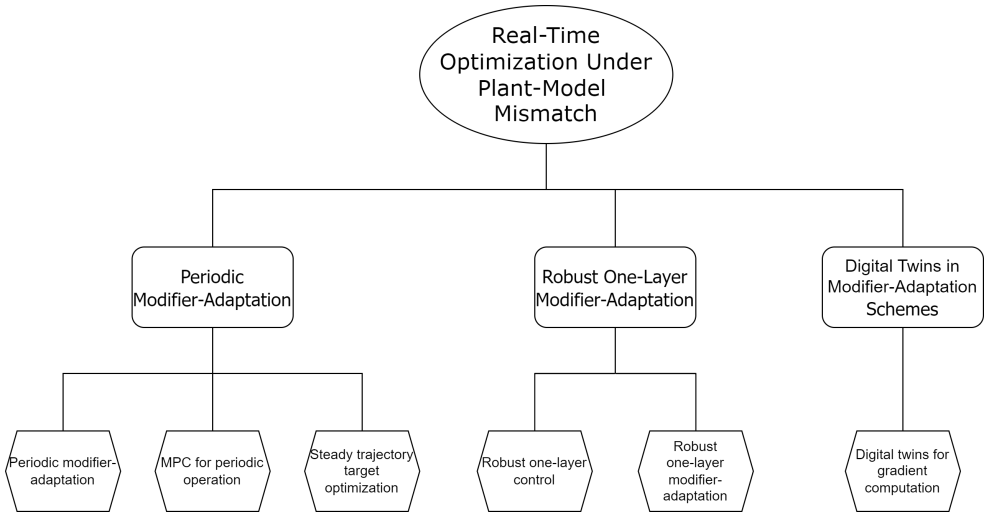 Real-Time
Optimization Under
Plant-Model
Mismatch
Periodic
Modifier-Adaptation
Robust One-Layer
Modifier-Adaptation
Digital Twins in
Modifier-Adaptation
Schemes
Periodic modifier-
adaptation
MPC for periodic
operation
Steady trajectory
target
optimization
Robust one-layer
control
Robust
one-layer
modifier-
adaptation
Digital twins for
gradient
computation